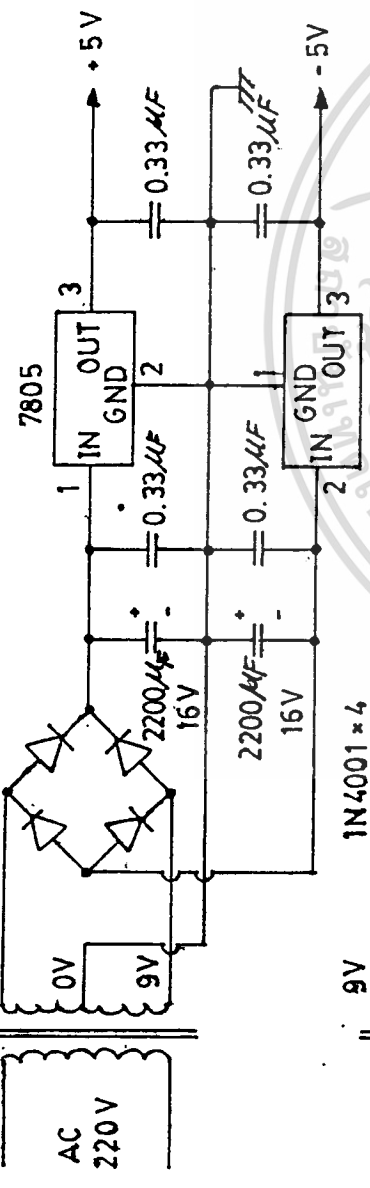 AC
220V
0V
9V
9V
1N4001×4
2200µF
16V
2200µF
16V
0.33µF
0.33µF
7805
1
IN
OUT
3
GND
2
1
GND
IN
OUT
2
3
0.33µF
0.33µF
+5V
-5V
+
-
+
-